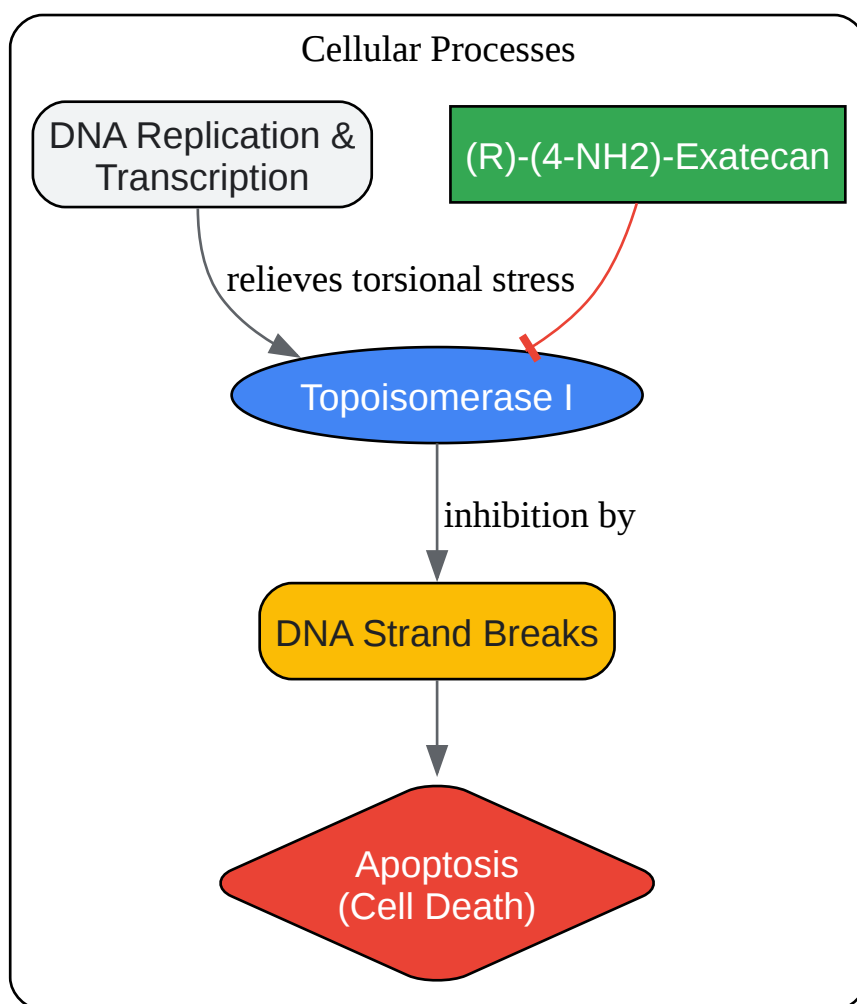 Cellular Processes
DNA Replication &
Transcription
(R)-(4-NH2)-Exatecan
relieves torsional stress
Topoisomerase I
inhibition by
DNA Strand Breaks
Apoptosis
(Cell Death)